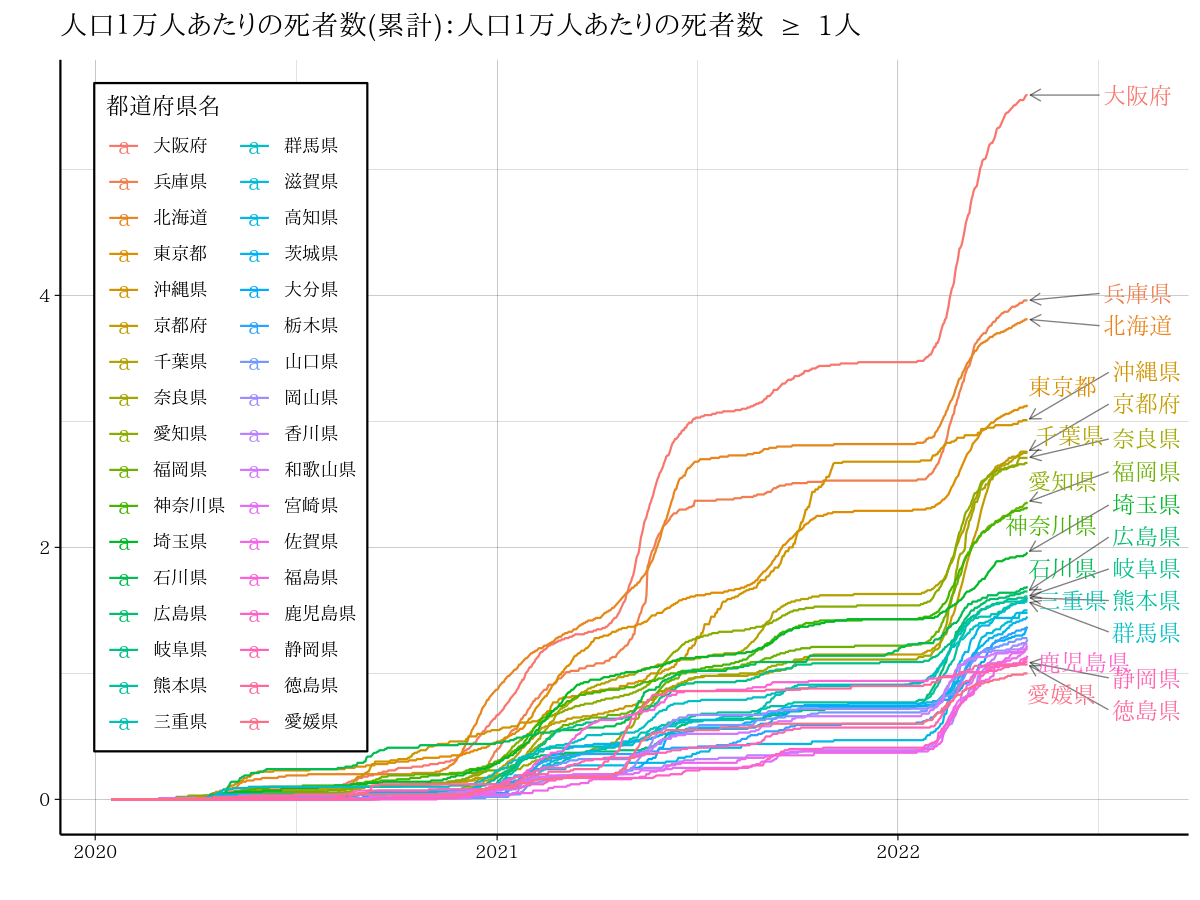 人口1万人あたりの死者数(累計):人口1万人あたりの死者数 ≥ 1人
都道府県名
a 大阪府 a 群馬県
a 兵庫県 a 滋賀県
a 北海道 a 高知県
a 東京都 a 茨城県
a 沖縄県 a 大分県
a 京都府 a 栃木県
a 千葉県 a 山口県
a 奈良県 a 岡山県
a 愛知県 a 香川県
a 福岡県 a 和歌山県
a 神奈川県 a 宮崎県
a 埼玉県 a 佐賀県
a 石川県 a 福島県
a 広島県 a 鹿児島県
a 岐阜県 a 静岡県
a 熊本県 a 徳島県
a 三重県 a 愛媛県
大阪府
兵庫県
北海道
沖縄県
東京都
京都府
千葉県
奈良県
福岡県
愛知県
埼玉県
神奈川県
広島県
石川県
岐阜県
三重県
熊本県
群馬県
鹿児島県
静岡県
愛媛県
徳島県
4
2
0
2020
2021
2022